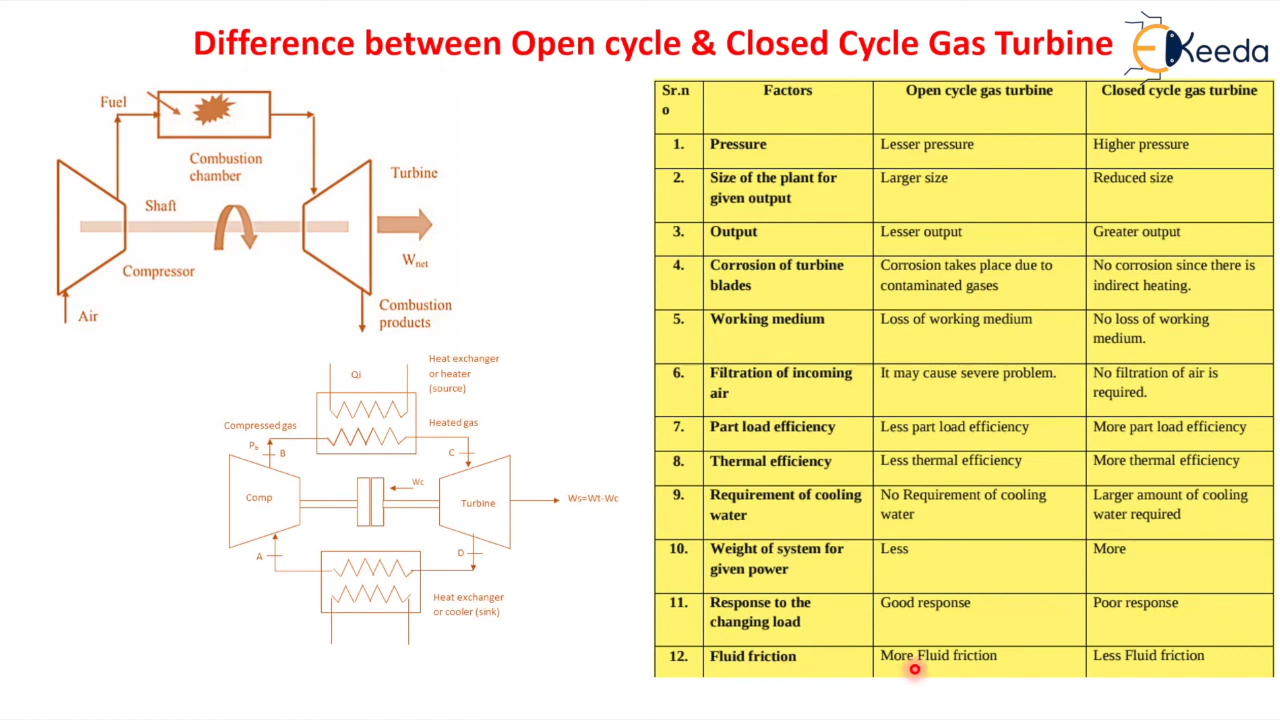 Difference between Open cycle & Closed Cycle Gas Turbine
EKeeda
Fuel
Combustion
chamber
Turbine
Shaft
Compressor
W net
Air
Combustion
products
Heat exchanger
or heater
(source)
Qi
Compressed gas
Heated gas
Pb
B
C
Comp
Wc
Turbine
Ws=Wt-Wc
A
D
Heat exchanger
or cooler (sink)
Sr.n
o
Factors
Open cycle gas turbine
Closed cycle gas turbine
1.
Pressure
Lesser pressure
Higher pressure
2.
Size of the plant for
given output
Larger size
Reduced size
3.
Output
Lesser output
Greater output
4.
Corrosion of turbine
blades
Corrosion takes place due to
contaminated gases
No corrosion since there is
indirect heating.
5.
Working medium
Loss of working medium
No loss of working
medium.
6.
Filtration of incoming
air
It may cause severe problem.
No filtration of air is
required.
7.
Part load efficiency
Less part load efficiency
More part load efficiency
8.
Thermal efficiency
Less thermal efficiency
More thermal efficiency
9.
Requirement of cooling
water
No Requirement of cooling
water
Larger amount of cooling
water required
10.
Weight of system for
given power
Less
More
11.
Response to the
changing load
Good response
Poor response
12.
Fluid friction
More Fluid friction
Less Fluid friction